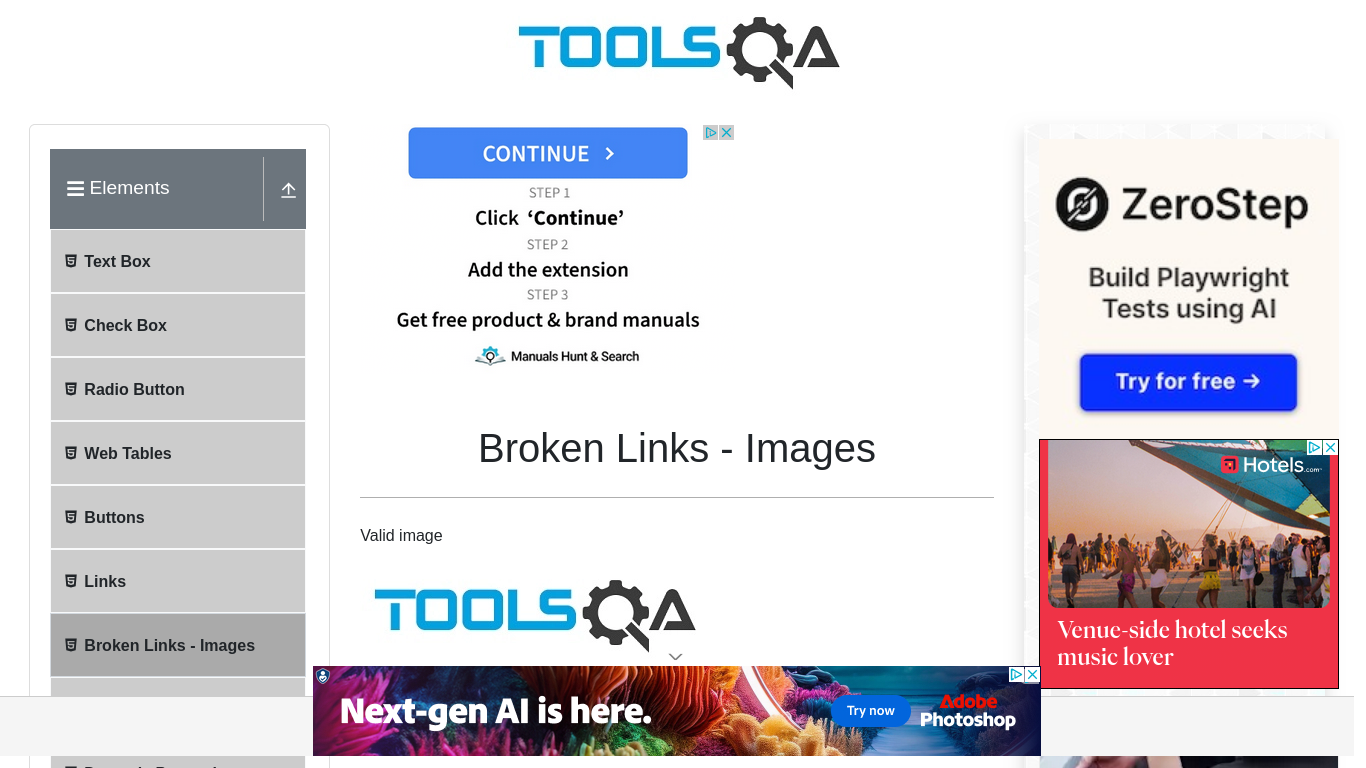 TOOLSQA
Elements
Text Box
Check Box
Radio Button
Web Tables
Buttons
Links
Broken Links - Images
CONTINUE
STEP 1
Click ‘Continue’
STEP 2
Add the extension
STEP 3
Get free product & brand manuals
Manuals Hunt & Search
Broken Links - Images
Valid image
TOOLSQA
ZeroStep
Build Playwright
Tests using AI
Try for free →
Hotels.com
Venue-side hotel seeks
music lover
Next-gen AI is here.
Try now
Adobe
Photoshop